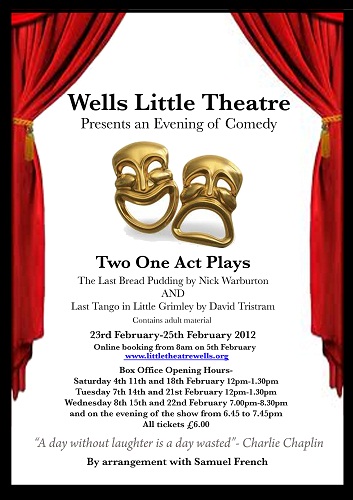 Wells Little Theatre
Presents an Evening of Comedy
Two One Act Plays
The Last Bread Pudding by Nick Warburton
AND
Last Tango in Little Grimley by David Tristram
Contains adult material
23rd February-25th February 2012
Online booking from 8am on 5th February
www.littletheatrewells.org
Box Office Opening Hours-
Saturday 4th 11th and 18th February 12pm-1.30pm
Tuesday 7th 14th and 21st February 12pm-1.30pm
Wednesday 8th 15th and 22nd February 7.00pm-8.30pm
and on the evening of the show from 6.45 to 7.45pm
All tickets £6.00
"A day without laughter is a day wasted"- Charlie Chaplin
By arrangement with Samuel French